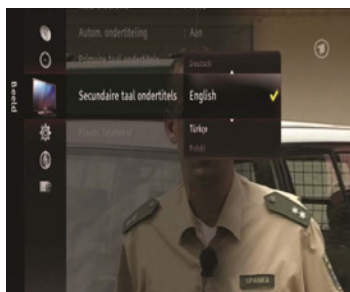 Autom. ondertiteling : Aan
Primaire taal ondertitels
Deutsch
Secundaire taal ondertitels
English
Türkçe
Polski
Beeld